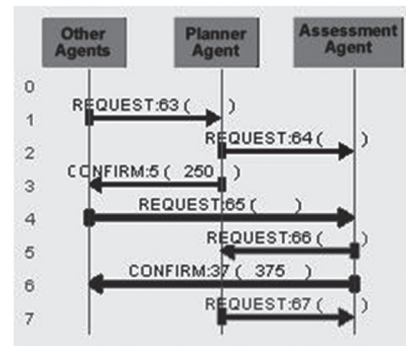 Other Agents
Planner Agent
Assessment Agent
0
REQUEST:63 ( )
1
REQUEST:64 ( )
2
CONFIRM:5 ( 250 )
3
REQUEST:65 ( )
4
REQUEST:66 ( )
5
CONFIRM:37 ( 375 )
6
REQUEST:67 ( )
7